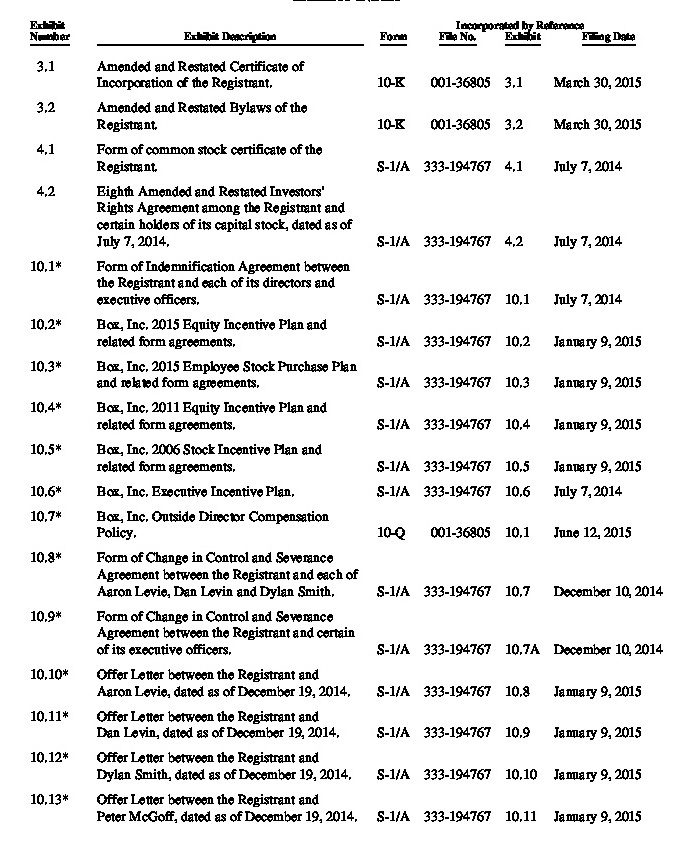 Incorporated by Reference
Exhibit Number Exhibit Description Form File No. Exhibit Filing Date
3.1 Amended and Restated Certificate of
Incorporation of the Registrant. 10-K 001-36805 3.1 March 30, 2015
3.2 Amended and Restated Bylaws of the
Registrant. 10-K 001-36805 3.2 March 30, 2015
4.1 Form of common stock certificate of the
Registrant. S-1/A 333-194767 4.1 July 7, 2014
4.2 Eighth Amended and Restated Investors'
Rights Agreement among the Registrant and
certain holders of its capital stock, dated as of
July 7, 2014. S-1/A 333-194767 4.2 July 7, 2014
10.1* Form of Indemnification Agreement between
the Registrant and each of its directors and
executive officers. S-1/A 333-194767 10.1 July 7, 2014
10.2* Box, Inc. 2015 Equity Incentive Plan and
related form agreements. S-1/A 333-194767 10.2 January 9, 2015
10.3* Box, Inc. 2015 Employee Stock Purchase Plan
and related form agreements. S-1/A 333-194767 10.3 January 9, 2015
10.4* Box, Inc. 2011 Equity Incentive Plan and
related form agreements. S-1/A 333-194767 10.4 January 9, 2015
10.5* Box, Inc. 2006 Stock Incentive Plan and
related form agreements. S-1/A 333-194767 10.5 January 9, 2015
10.6* Box, Inc. Executive Incentive Plan. S-1/A 333-194767 10.6 July 7, 2014
10.7* Box, Inc. Outside Director Compensation
Policy. 10-Q 001-36805 10.1 June 12, 2015
10.8* Form of Change in Control and Severance
Agreement between the Registrant and each of
Aaron Levie, Dan Levin and Dylan Smith. S-1/A 333-194767 10.7 December 10, 2014
10.9* Form of Change in Control and Severance
Agreement between the Registrant and certain
of its executive officers. S-1/A 333-194767 10.7A December 10, 2014
10.10* Offer Letter between the Registrant and
Aaron Levie, dated as of December 19, 2014. S-1/A 333-194767 10.8 January 9, 2015
10.11* Offer Letter between the Registrant and
Dan Levin, dated as of December 19, 2014. S-1/A 333-194767 10.9 January 9, 2015
10.12* Offer Letter between the Registrant and
Dylan Smith, dated as of December 19, 2014. S-1/A 333-194767 10.10 January 9, 2015
10.13* Offer Letter between the Registrant and
Peter McGoff, dated as of December 19, 2014. S-1/A 333-194767 10.11 January 9, 2015